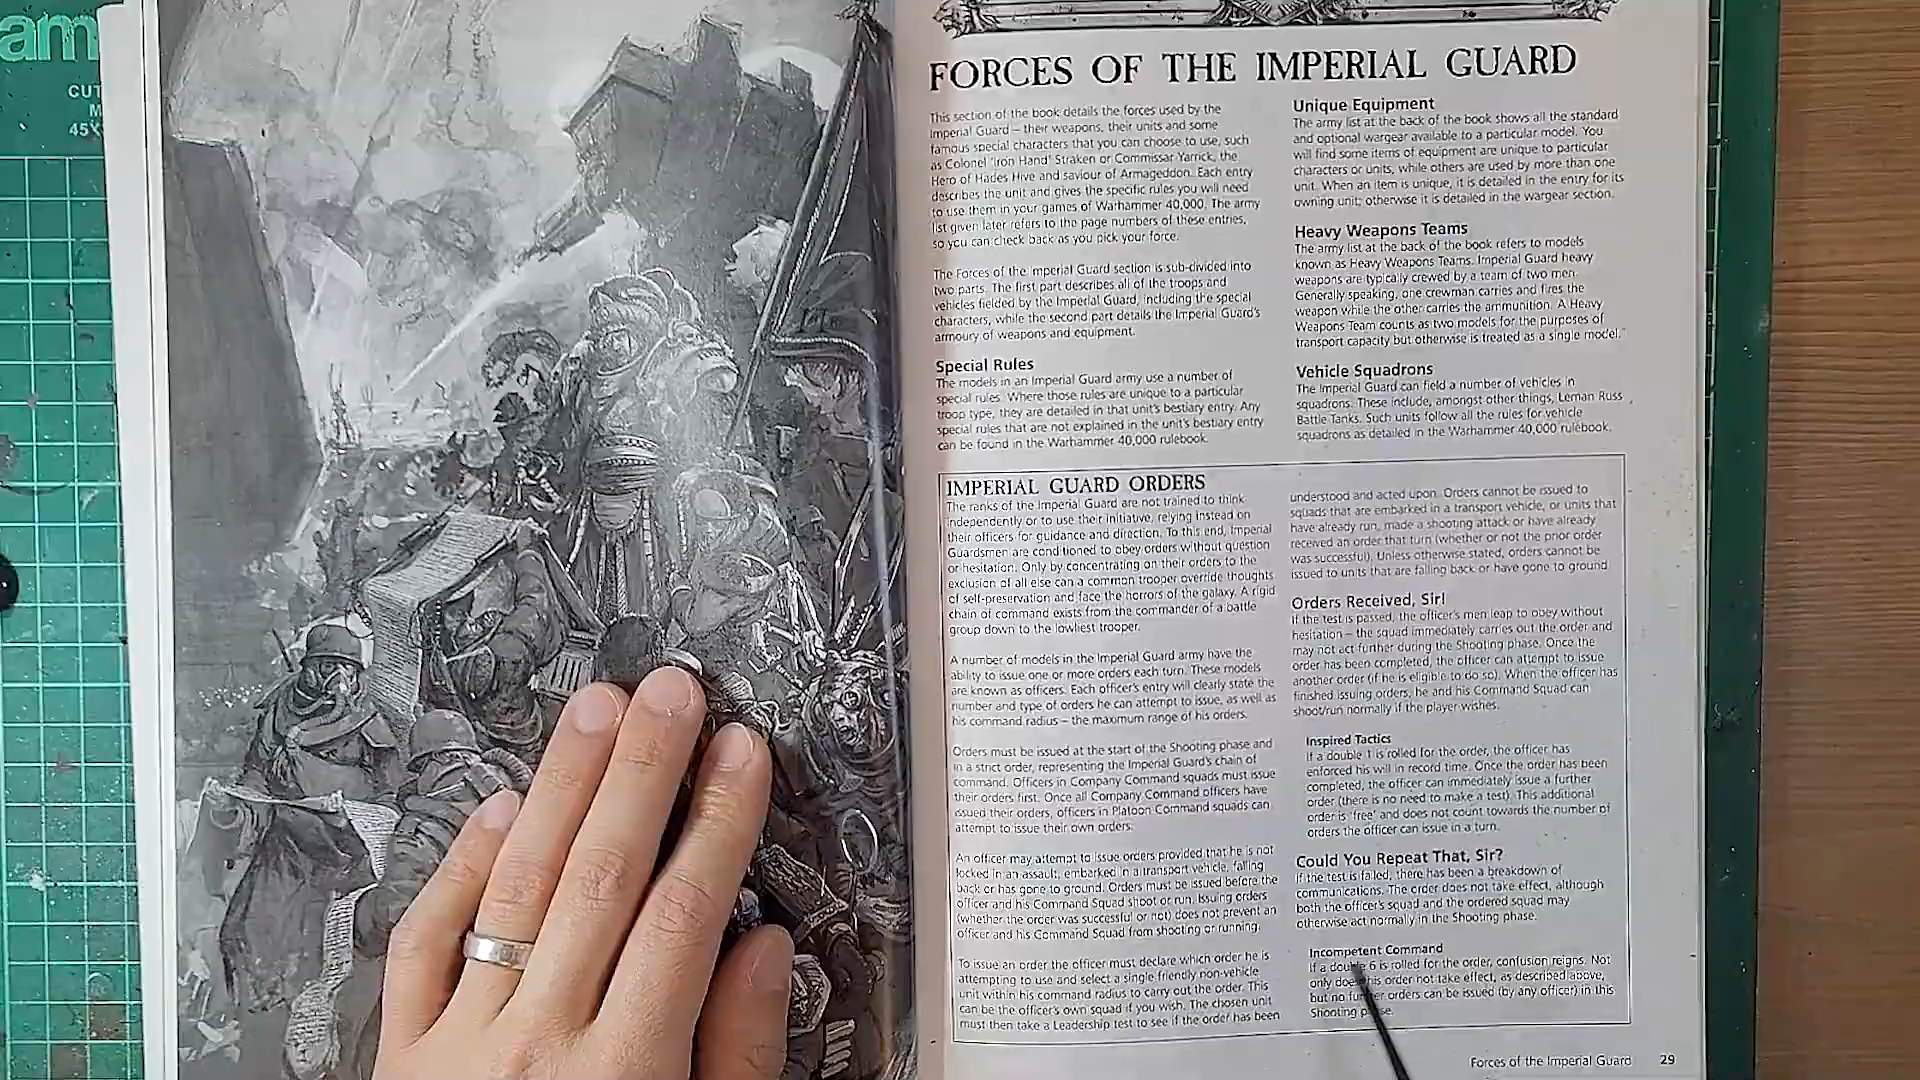 am
CUT
M
45X
FORCES OF THE IMPERIAL GUARD
This section of the book details the forces used by the
Imperial Guard – their weapons, their units and some
famous special characters that you can choose to use, such
as Colonel 'Iron Hand' Straken or Commissar Yarrick, the
Hero of Hades Hive and saviour of Armageddon. Each entry
describes the unit and gives the specific rules you will need
to use them in your games of Warhammer 40,000. The army
list given later refers to the page numbers of these entries,
so you can check back as you pick your force.
The Forces of the Imperial Guard section is sub-divided into
two parts. The first part describes all of the troops and
vehicles fielded by the Imperial Guard, including the special
characters, while the second part details the Imperial Guard's
armoury of weapons and equipment.
Special Rules
The models in an Imperial Guard army use a number of
special rules. Where those rules are unique to a particular
troop type, they are detailed in that unit's bestiary entry. Any
special rules that are not explained in the unit's bestiary entry
can be found in the Warhammer 40,000 rulebook.
Unique Equipment
The army list at the back of the book shows all the standard
and optional wargear available to a particular model. You
will find some items of equipment are unique to particular
characters or units, while others are used by more than one
unit. When an item is unique, it is detailed in the entry for its
owning unit; otherwise it is detailed in the wargear section.
Heavy Weapons Teams
The army list at the back of the book refers to models
known as Heavy Weapons Teams. Imperial Guard heavy
weapons are typically crewed by a team of two men.
Generally speaking, one crewman carries and fires the
weapon while the other carries the ammunition. A Heavy
Weapons Team counts as two models for the purposes of
transport capacity but otherwise is treated as a single model.
Vehicle Squadrons
The Imperial Guard can field a number of vehicles in
squadrons. These include, amongst other things, Leman Russ
Battle Tanks. Such units follow all the rules for vehicle
squadrons as detailed in the Warhammer 40,000 rulebook.
IMPERIAL GUARD ORDERS
The ranks of the Imperial Guard are not trained to think
independently or to use their initiative, relying instead on
their officers for guidance and direction. To this end, Imperial
Guardsmen are conditioned to obey orders without question
or hesitation. Only by concentrating on their orders to the
exclusion of all else can a common trooper override thoughts
of self-preservation and face the horrors of the galaxy. A rigid
chain of command exists from the commander of a battle
group down to the lowliest trooper.
A number of models in the Imperial Guard army have the
ability to issue one or more orders each turn. These models
are known as officers. Each officer's entry will clearly state the
number and type of orders he can attempt to issue, as well as
his command radius – the maximum range of his orders.
Orders must be issued at the start of the Shooting phase and
in a strict order, representing the Imperial Guard's chain of
command. Officers in Company Command squads must issue
their orders first. Once all Company Command officers have
issued their orders, officers in Platoon Command squads can
attempt to issue their own orders.
An officer may attempt to issue orders provided that he is not
locked in an assault, embarked in a transport vehicle, falling
back or has gone to ground. Orders must be issued before the
officer and his Command Squad shoot or run. Issuing orders
(whether the order was successful or not) does not prevent an
officer and his Command Squad from shooting or running.
To issue an order the officer must declare which order he is
attempting to use and select a single friendly non-vehicle
unit within his command radius to carry out the order. This
can be the officer's own squad if you wish. The chosen unit
must then take a Leadership test to see if the order has been
understood and acted upon. Orders cannot be issued to
squads that are embarked in a transport vehicle, or units that
have already run, made a shooting attack or have already
received an order that turn (whether or not the prior order
was successful). Unless otherwise stated, orders cannot be
issued to units that are falling back or have gone to ground.
Orders Received, Sir!
If the test is passed, the officer's men leap to obey without
hesitation – the squad immediately carries out the order and
may not act further during the Shooting phase. Once the
order has been completed, the officer can attempt to issue
another order (if he is eligible to do so). When the officer has
finished issuing orders, he and his Command Squad can
shoot/run normally if the player wishes.
Inspired Tactics
If a double 1 is rolled for the order, the officer has
enforced his will in record time. Once the order has been
completed, the officer can immediately issue a further
order (there is no need to make a test). This additional
order is 'free' and does not count towards the number of
orders the officer can issue in a turn.
Could You Repeat That, Sir?
If the test is failed, there has been a breakdown of
communications. The order does not take effect, although
both the officer's squad and the ordered squad may
otherwise act normally in the Shooting phase.
Incompetent Command
If a double 6 is rolled for the order, confusion reigns. Not
only does this order not take effect, as described above,
but no further orders can be issued (by any officer) in this
Shooting phase.
Forces of the Imperial Guard 29